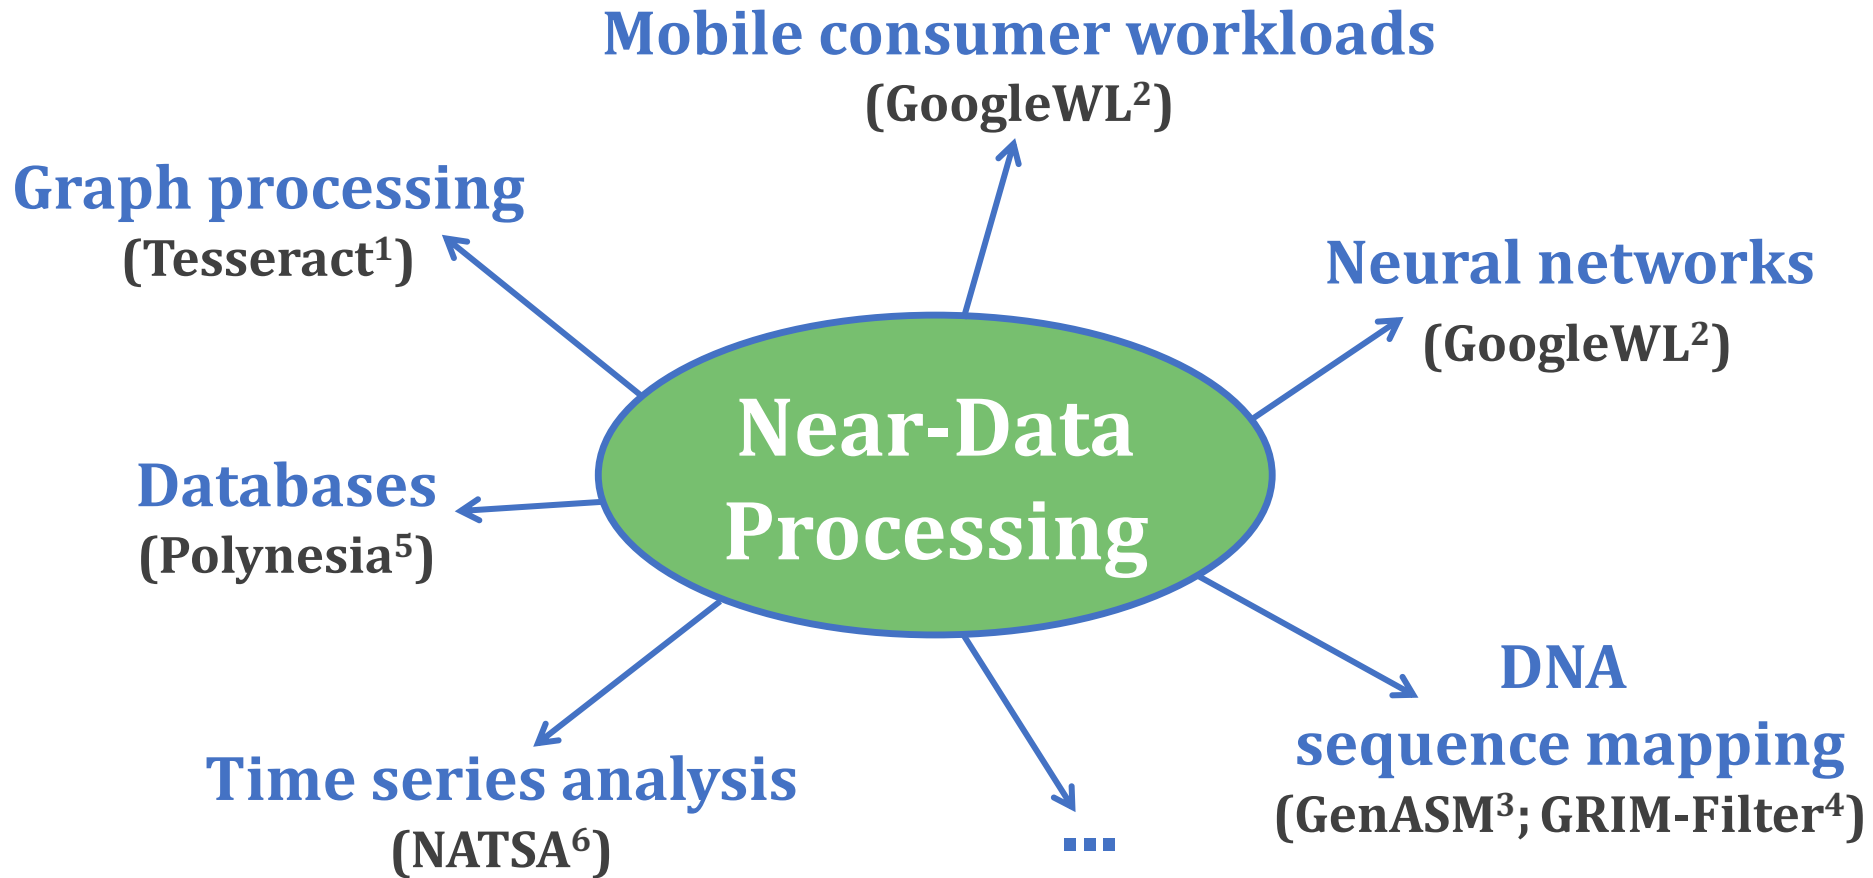 Mobile consumer workloads
(GoogleWL²)
Graph processing
(Tesseract¹)
Neural networks
(GoogleWL²)
Near-Data
Processing
Databases
(Polynesia⁵)
DNA
sequence mapping
(GenASM³; GRIM-Filter⁴)
Time series analysis
(NATSA⁶)
...